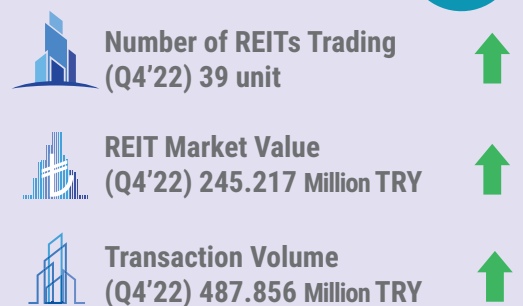 Number of REITs Trading
(Q4’22) 39 unit
REIT Market Value
(Q4’22) 245.217 Million TRY
Transaction Volume
(Q4’22) 487.856 Million TRY